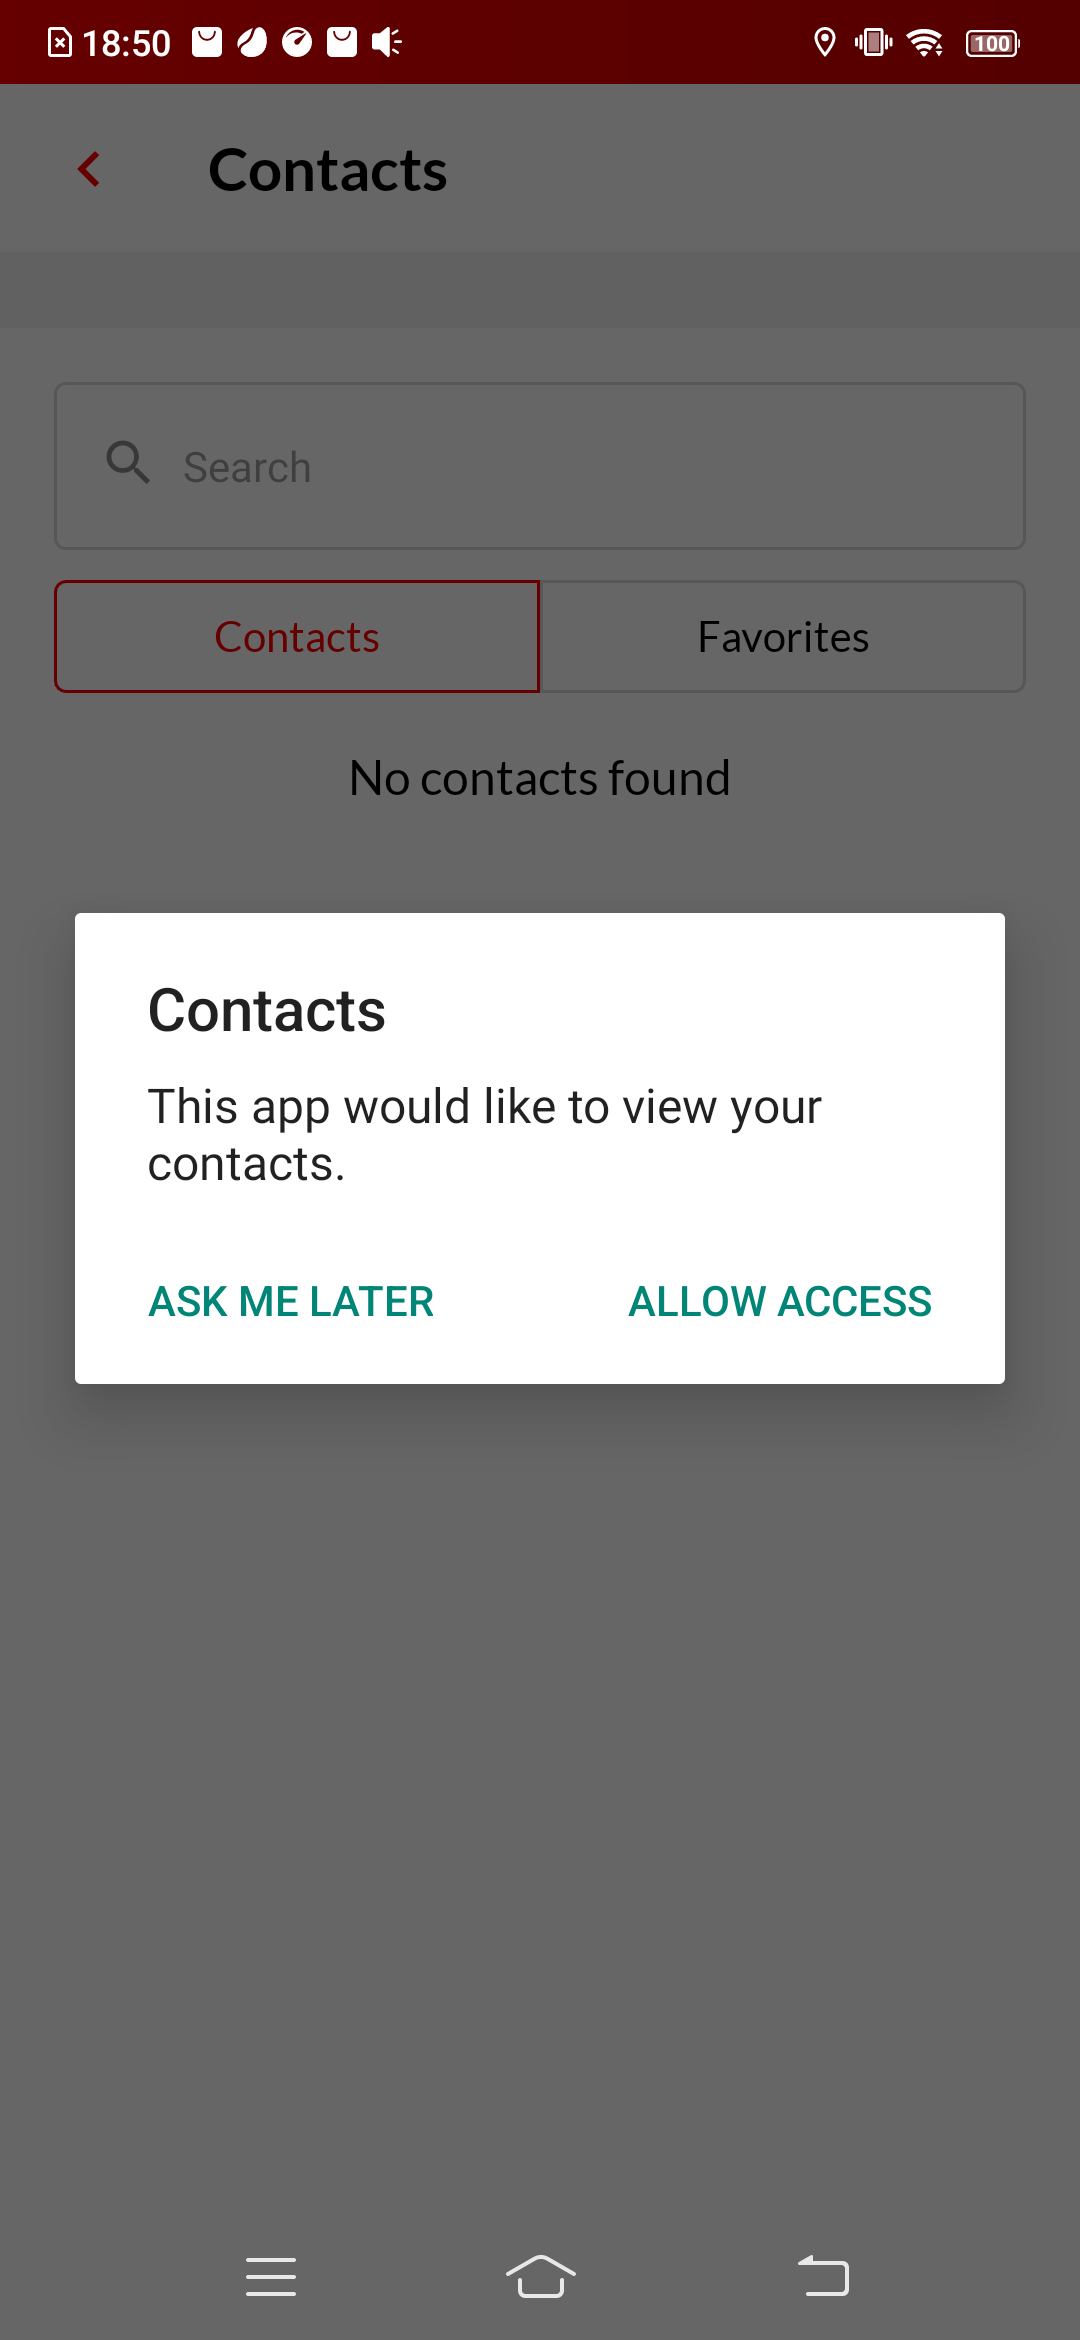 18:50
100
Contacts
Search
Contacts
Favorites
No contacts found
Contacts
This app would like to view your
contacts.
ASK ME LATER
ALLOW ACCESS